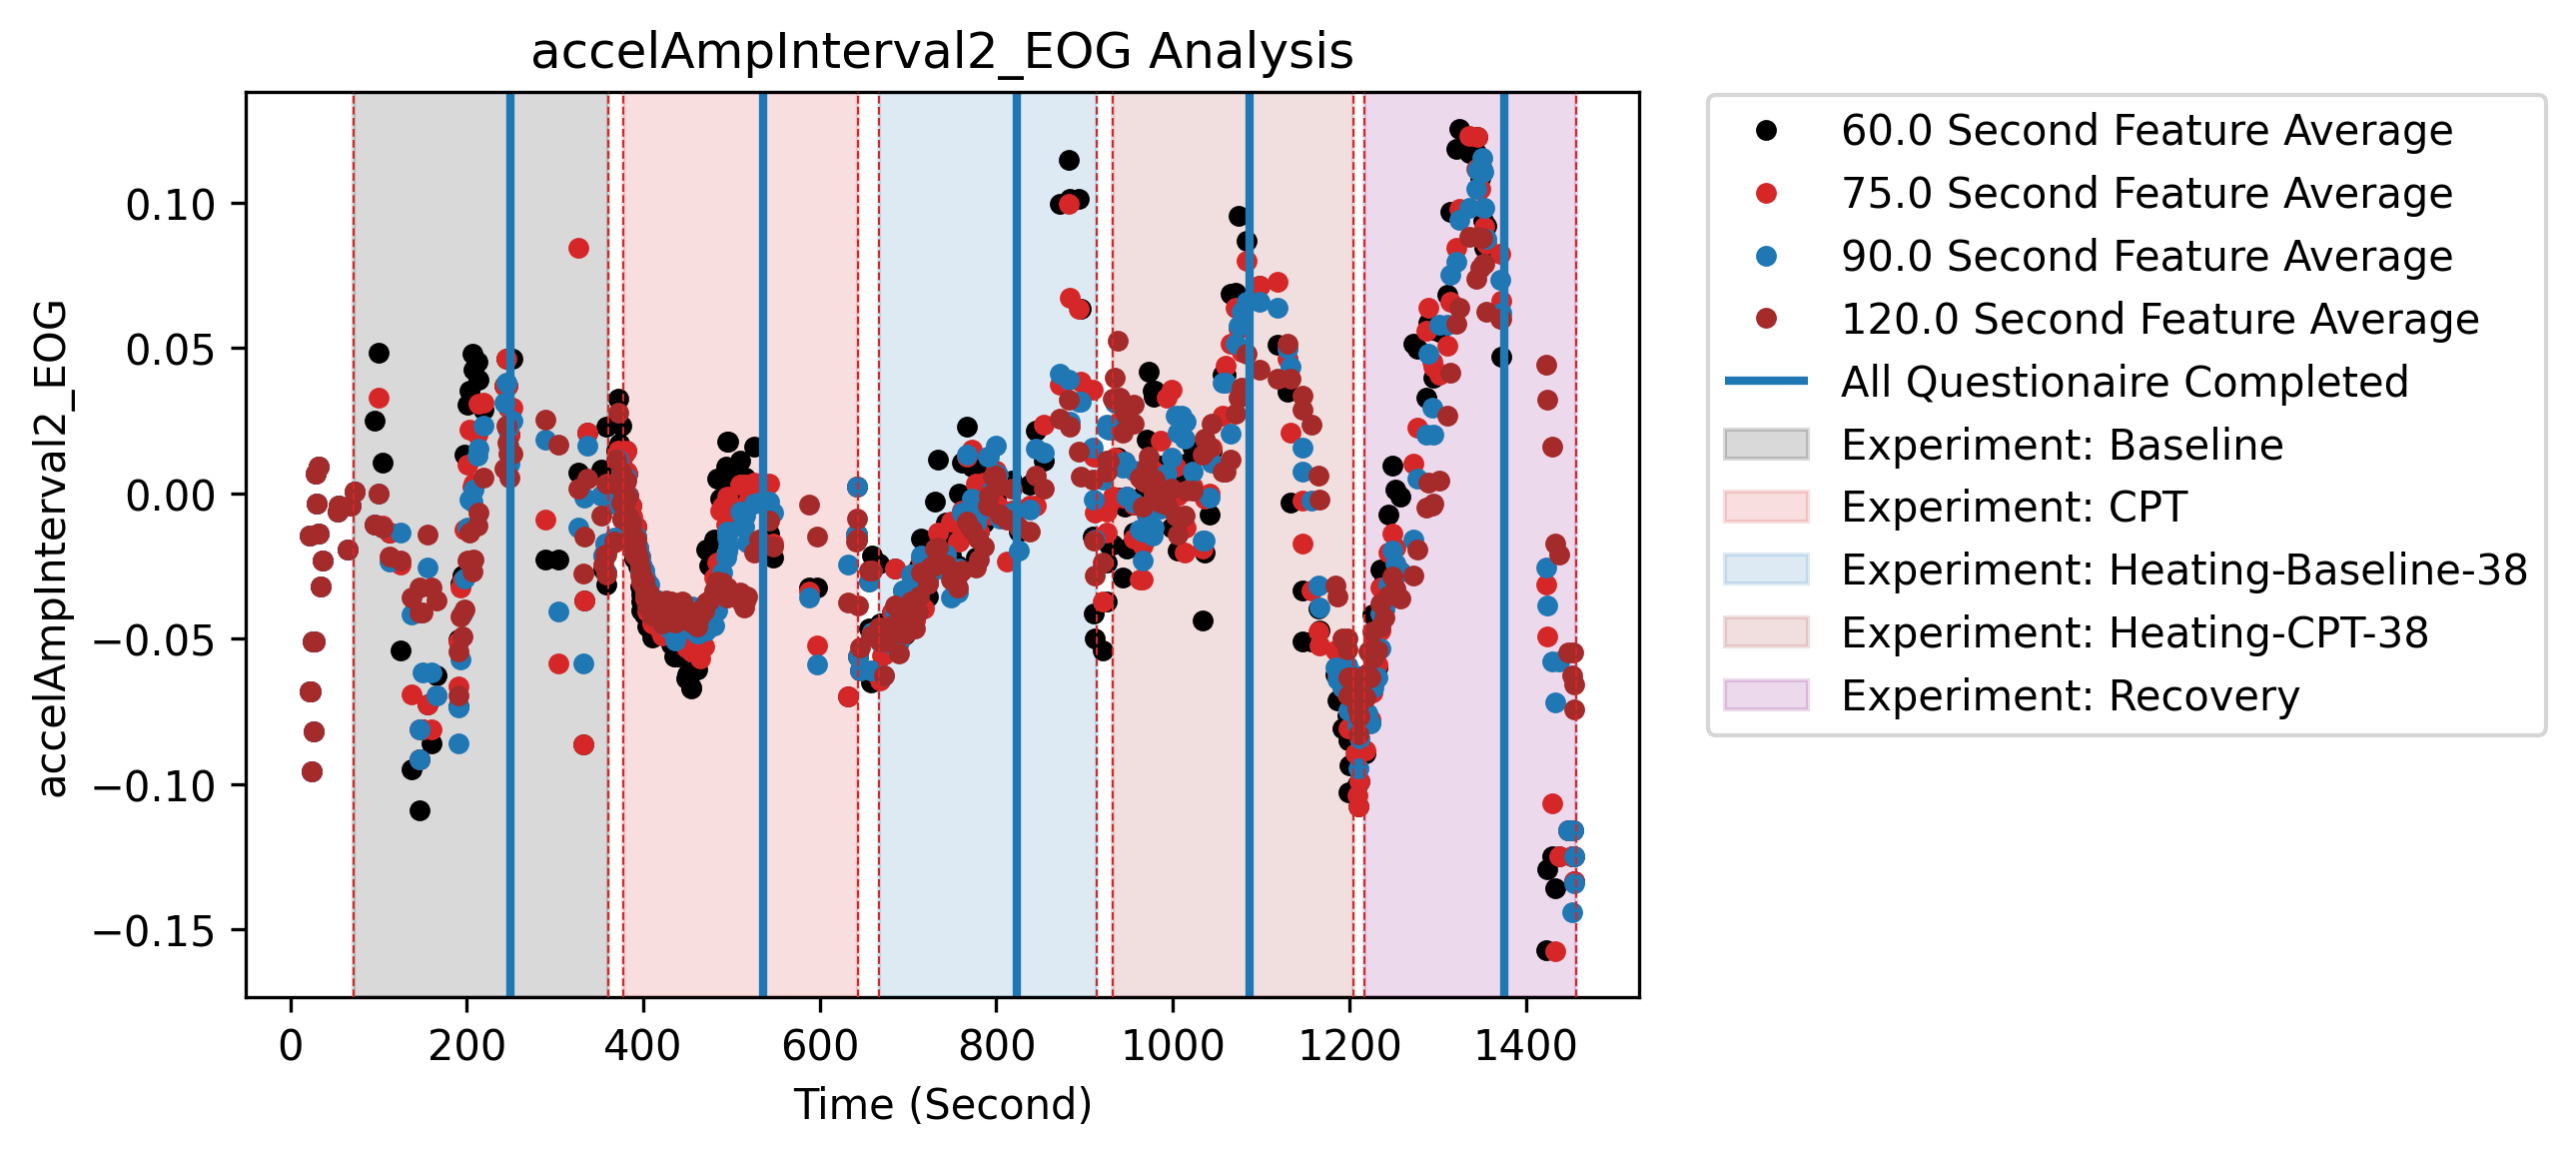 accelAmpInterval2_EOG Analysis
accelAmpInterval2_EOG
0.10
0.05
0.00
−0.05
−0.10
−0.15
0 200 400 600 800 1000 1200 1400
Time (Second)
60.0 Second Feature Average
75.0 Second Feature Average
90.0 Second Feature Average
120.0 Second Feature Average
All Questionaire Completed
Experiment: Baseline
Experiment: CPT
Experiment: Heating-Baseline-38
Experiment: Heating-CPT-38
Experiment: Recovery